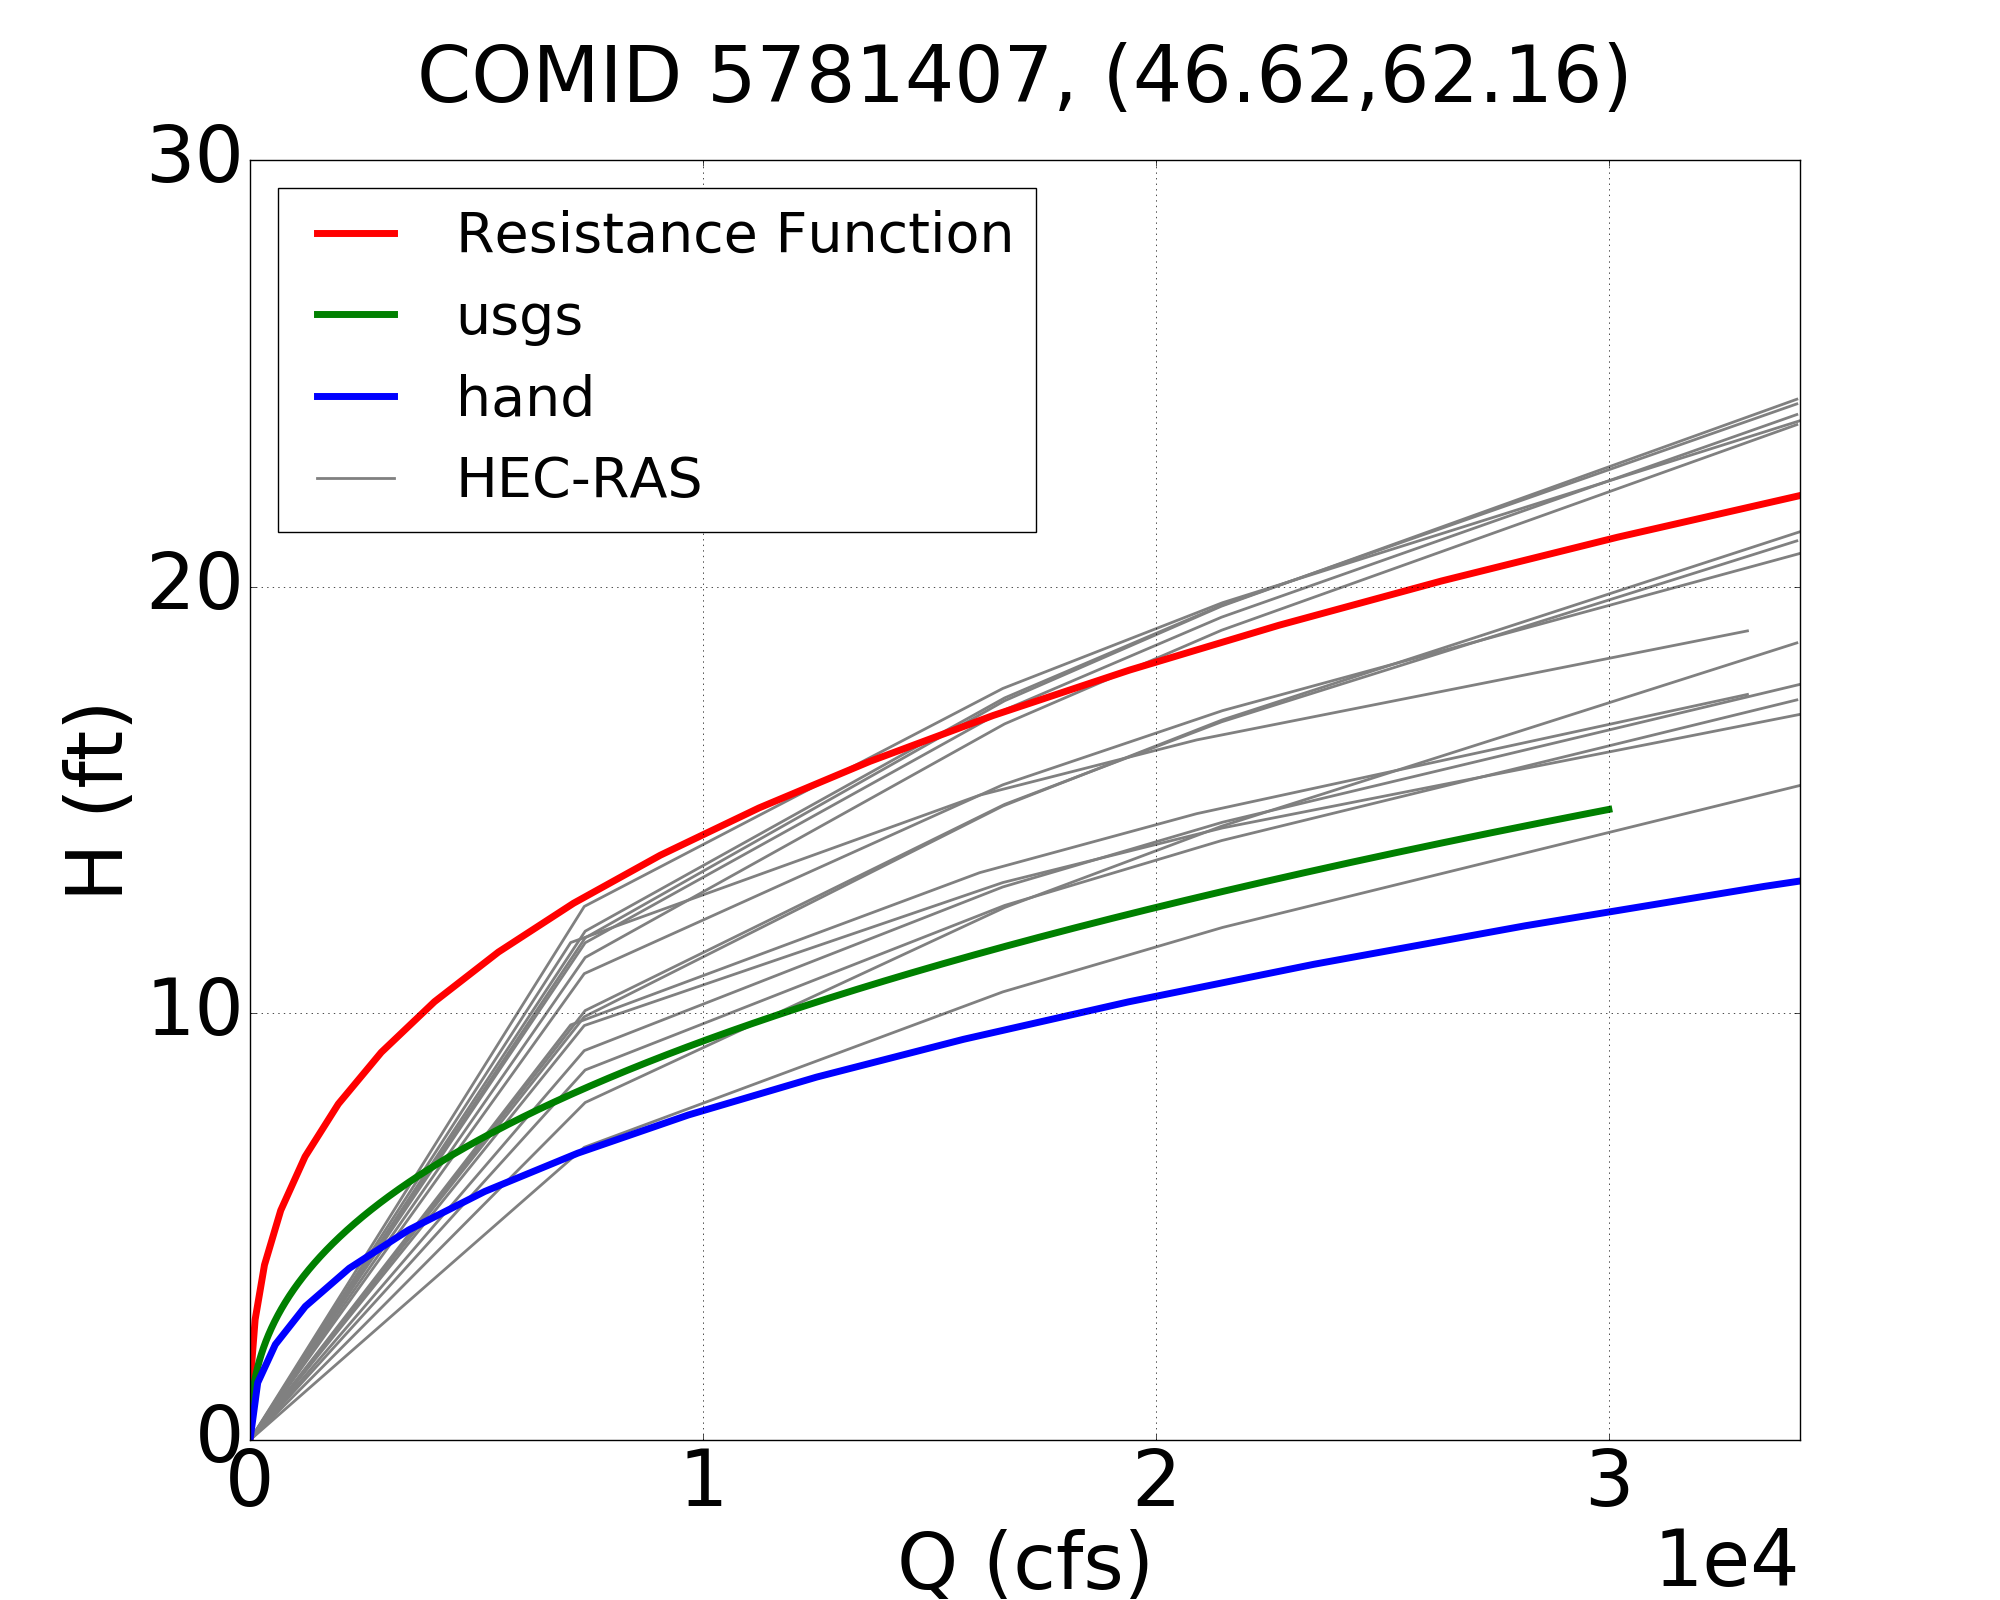 COMID 5781407, (46.62,62.16)
30
20
10
0
H (ft)
Resistance Function
usgs
hand
HEC-RAS
0 1 2 3
Q (cfs)
1e4